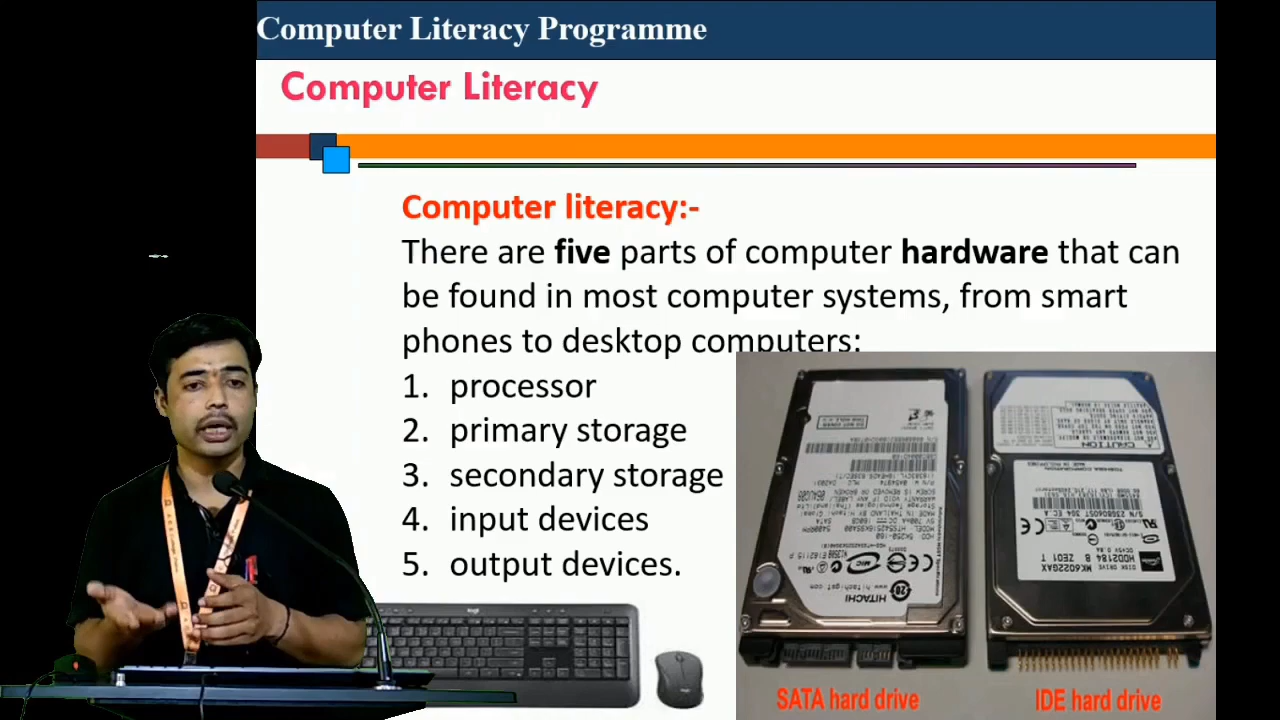 Computer Literacy Programme
Computer Literacy
Computer literacy:-
There are five parts of computer hardware that can
be found in most computer systems, from smart
phones to desktop computers:
1. processor
2. primary storage
3. secondary storage
4. input devices
5. output devices.
CAUTION
HITACHI
SATA hard drive
IDE hard drive